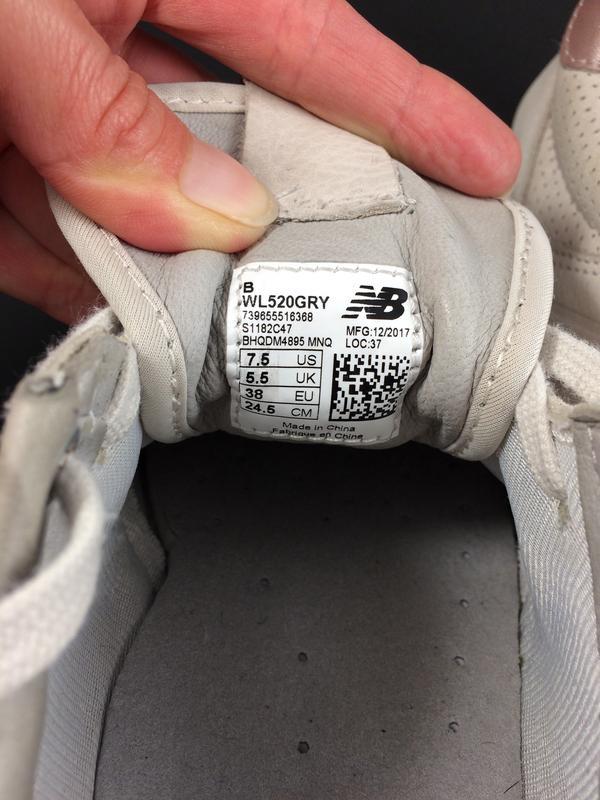 B
WL520GRY
NB
739655516368
S1182C47
MFG:12/2017
BHQDM4895 MNQ
LOC:37
7.5 US
5.5 UK
38 EU
24.5 CM
Made in China
Fabriqué en Chine